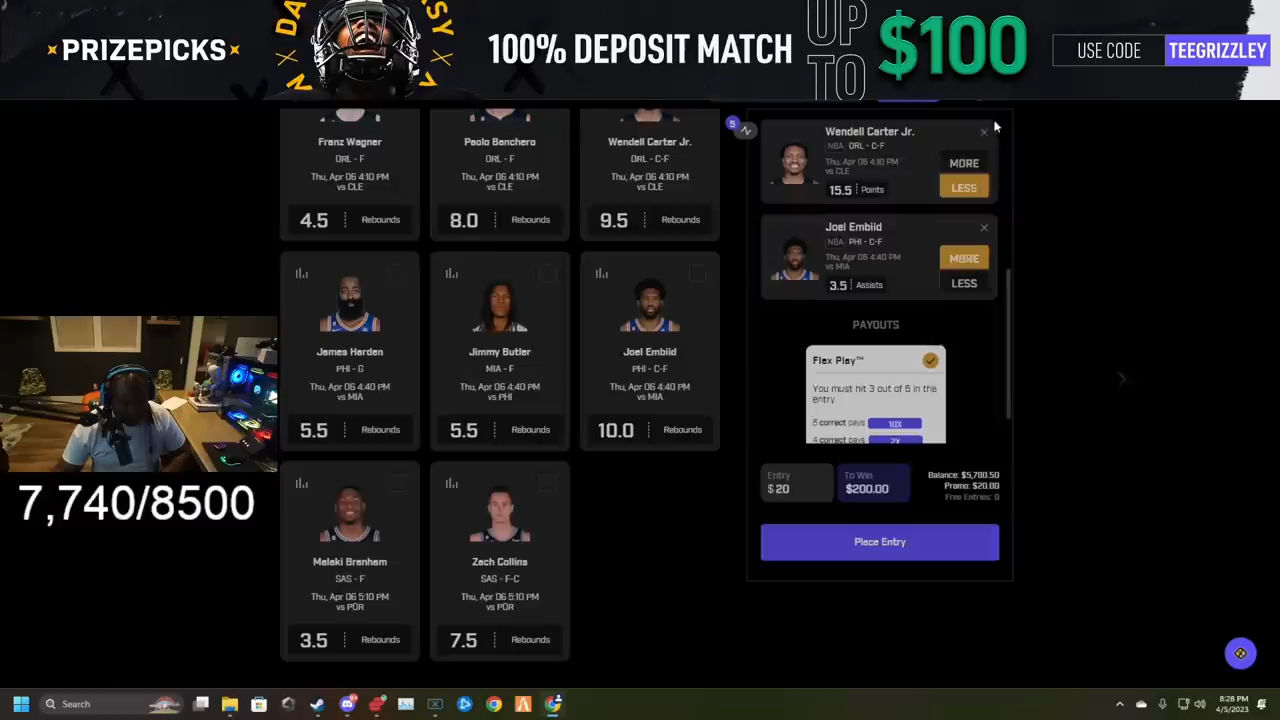 PRIZEPICKS
100% DEPOSIT MATCH
UP
TO
$100
USE CODE
TEEGRIZZLEY
Franz Wagner
ORL - F
Thu, Apr 06 4:10 PM
vs CLE
4.5 Rebounds
Paolo Banchero
ORL - F
Thu, Apr 06 4:10 PM
vs CLE
8.0 Rebounds
Wendell Carter Jr.
ORL - C-F
Thu, Apr 06 4:10 PM
vs CLE
9.5 Rebounds
James Harden
PHI - G
Thu, Apr 06 4:40 PM
vs MIA
5.5 Rebounds
Jimmy Butler
MIA - F
Thu, Apr 06 4:40 PM
vs PHI
5.5 Rebounds
Joel Embiid
PHI - C-F
Thu, Apr 06 4:40 PM
vs MIA
10.0 Rebounds
Malaki Branham
SAS - F
Thu, Apr 06 5:10 PM
vs POR
3.5 Rebounds
Zach Collins
SAS - F-C
Thu, Apr 06 5:10 PM
vs POR
7.5 Rebounds
5
Wendell Carter Jr.
NBA ORL - C-F
Thu, Apr 06 4:10 PM
vs CLE
15.5 Points
MORE
LESS
Joel Embiid
NBA PHI - C-F
Thu, Apr 06 4:40 PM
vs MIA
3.5 Assists
MORE
LESS
PAYOUTS
Flex Play™
You must hit 3 out of 5 in this
entry
5 correct pays 10X
4 correct pays 2X
Entry
$ 20
To Win
$200.00
Balance: $5,780.50
Promo: $20.00
Free Entries: 0
Place Entry
7,740/8500
Search
8:28 PM
4/5/2023